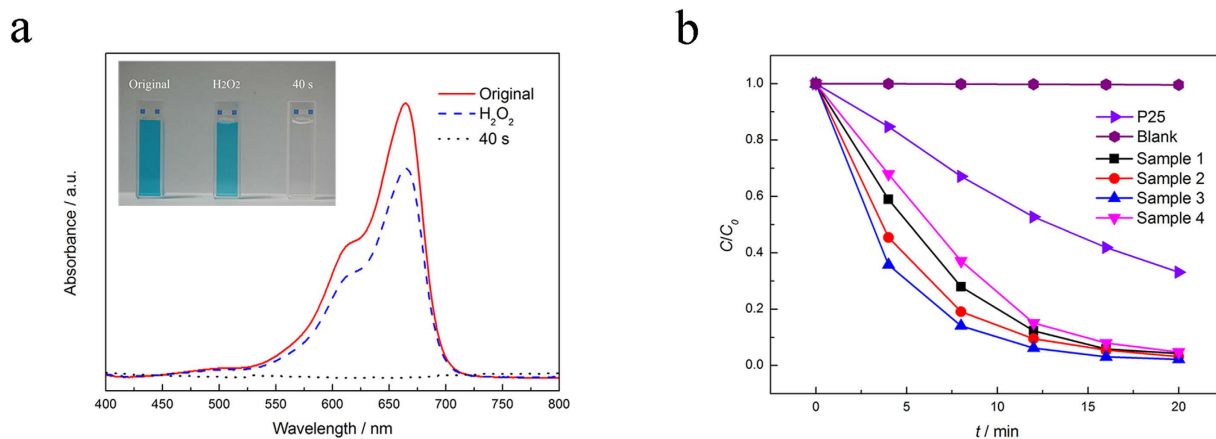 a
Original
H2O2
40 s
Original
H₂O₂
40 s
Absorbance / a.u.
400 450 500 550 600 650 700 750 800
Wavelength / nm
b
1.0
0.8
0.6
0.4
0.2
0.0
C/C₀
P25
Blank
Sample 1
Sample 2
Sample 3
Sample 4
0 5 10 15 20
t / min